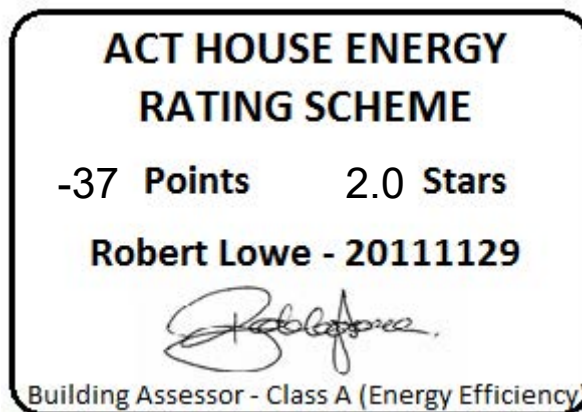 ACT HOUSE ENERGY
RATING SCHEME
-37 Points 2.0 Stars
Robert Lowe - 20111129
Building Assessor - Class A (Energy Efficiency)